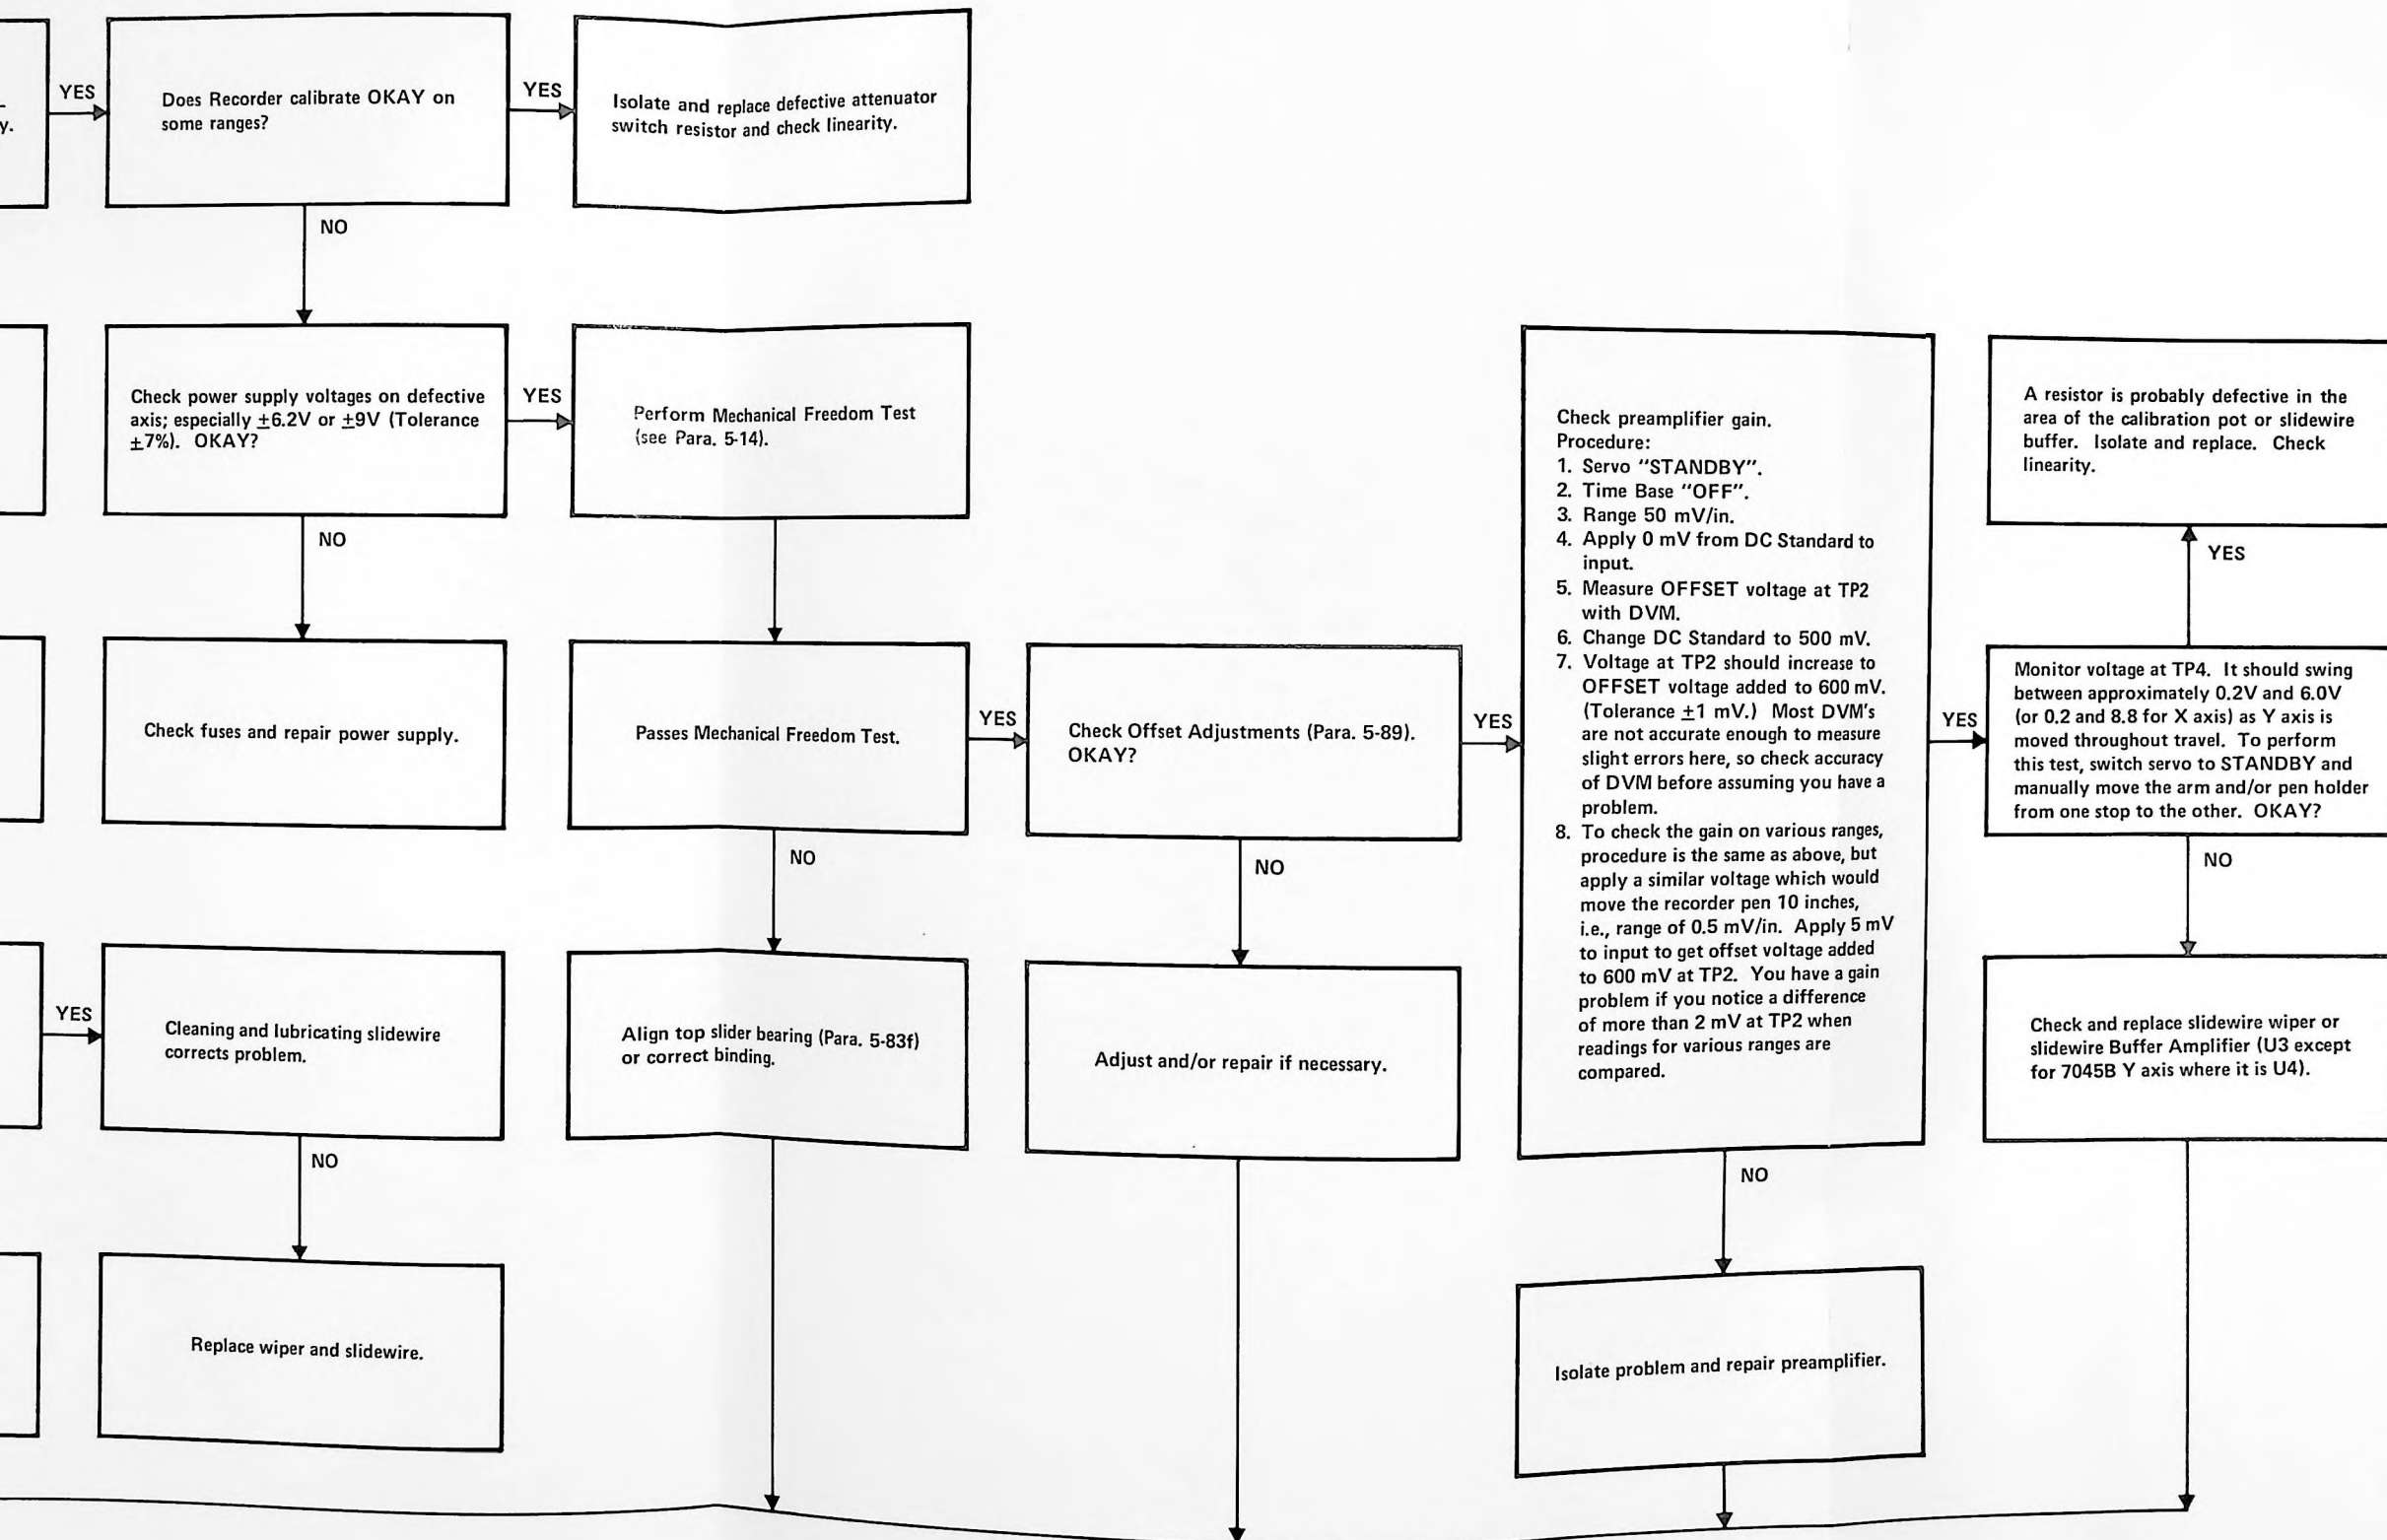 y.
YES
Does Recorder calibrate OKAY on
some ranges?
YES
Isolate and replace defective attenuator
switch resistor and check linearity.
NO
Check power supply voltages on defective
axis; especially ±6.2V or ±9V (Tolerance
±7%). OKAY?
YES
Perform Mechanical Freedom Test
(see Para. 5-14).
NO
Check fuses and repair power supply.
Passes Mechanical Freedom Test.
YES
Check Offset Adjustments (Para. 5-89).
OKAY?
YES
Check preamplifier gain.
Procedure:
1. Servo "STANDBY".
2. Time Base "OFF".
3. Range 50 mV/in.
4. Apply 0 mV from DC Standard to
input.
5. Measure OFFSET voltage at TP2
with DVM.
6. Change DC Standard to 500 mV.
7. Voltage at TP2 should increase to
OFFSET voltage added to 600 mV.
(Tolerance ±1 mV.) Most DVM's
are not accurate enough to measure
slight errors here, so check accuracy
of DVM before assuming you have a
problem.
8. To check the gain on various ranges,
procedure is the same as above, but
apply a similar voltage which would
move the recorder pen 10 inches,
i.e., range of 0.5 mV/in. Apply 5 mV
to input to get offset voltage added
to 600 mV at TP2. You have a gain
problem if you notice a difference
of more than 2 mV at TP2 when
readings for various ranges are
compared.
YES
A resistor is probably defective in the
area of the calibration pot or slidewire
buffer. Isolate and replace. Check
linearity.
YES
Monitor voltage at TP4. It should swing
between approximately 0.2V and 6.0V
(or 0.2 and 8.8 for X axis) as Y axis is
moved throughout travel. To perform
this test, switch servo to STANDBY and
manually move the arm and/or pen holder
from one stop to the other. OKAY?
NO
Check and replace slidewire wiper or
slidewire Buffer Amplifier (U3 except
for 7045B Y axis where it is U4).
NO
Isolate problem and repair preamplifier.
NO
Adjust and/or repair if necessary.
NO
Align top slider bearing (Para. 5-83f)
or correct binding.
YES
Cleaning and lubricating slidewire
corrects problem.
NO
Replace wiper and slidewire.